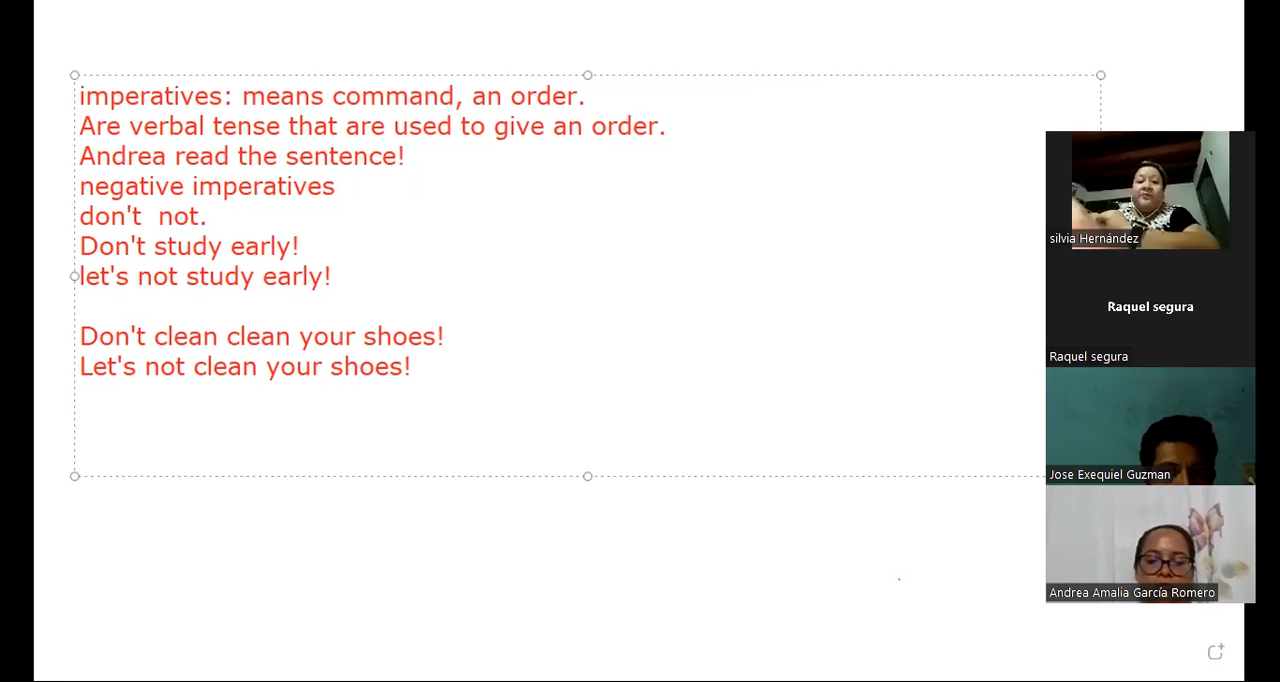 imperatives: means command, an order.
Are verbal tense that are used to give an order.
Andrea read the sentence!
negative imperatives
don't  not.
Don't study early!
let's not study early!
Don't clean clean your shoes!
Let's not clean your shoes!
silvia Hernández
Raquel segura
Raquel segura
Jose Exequiel Guzman
Andrea Amalia García Romero